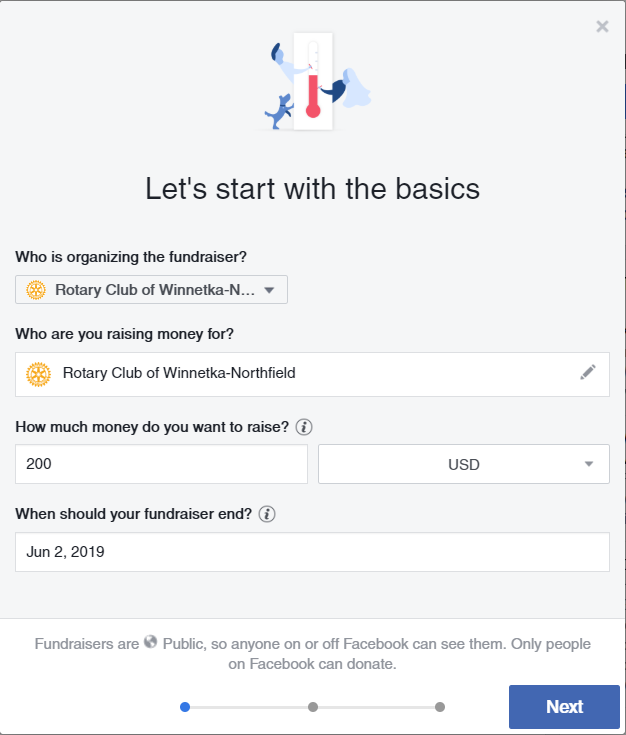 Let's start with the basics
Who is organizing the fundraiser?
Rotary Club of Winnetka-N...
Who are you raising money for?
Rotary Club of Winnetka-Northfield
How much money do you want to raise? i
200
USD
When should your fundraiser end? i
Jun 2, 2019
Fundraisers are Public, so anyone on or off Facebook can see them. Only people
on Facebook can donate.
Next